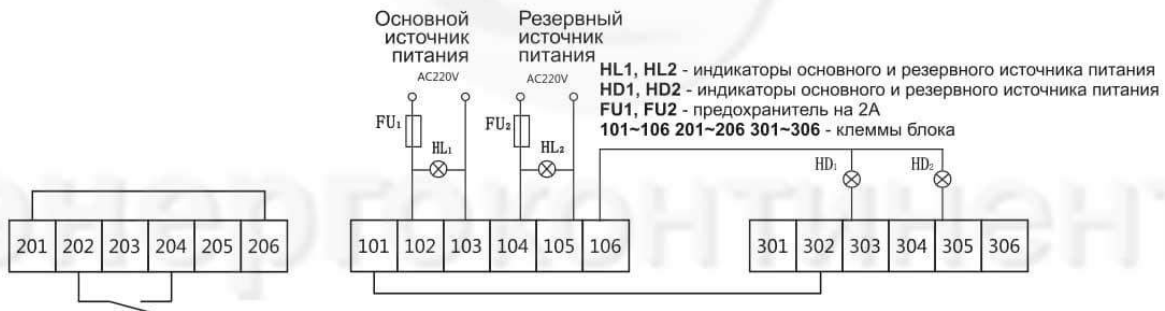 Основной
источник
питания
AC220V
Резервный
источник
питания
AC220V
HL1, HL2 - индикаторы основного и резервного источника питания
HD1, HD2 - индикаторы основного и резервного источника питания
FU1, FU2 - предохранитель на 2А
101~106 201~206 301~306 - клеммы блока
FU₁
HL₁
FU₂
HL₂
HD₁
HD₂
201 202 203 204 205 206
101 102 103 104 105 106
301 302 303 304 305 306
энергоконтинент